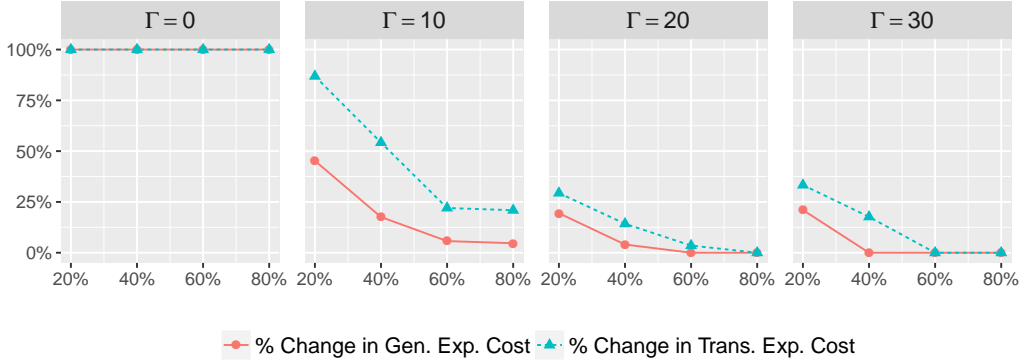 Γ = 0 Γ = 10 Γ = 20 Γ = 30
100%
75%
50%
25%
0%
20% 40% 60% 80% 20% 40% 60% 80% 20% 40% 60% 80% 20% 40% 60% 80%
% Change in Gen. Exp. Cost % Change in Trans. Exp. Cost